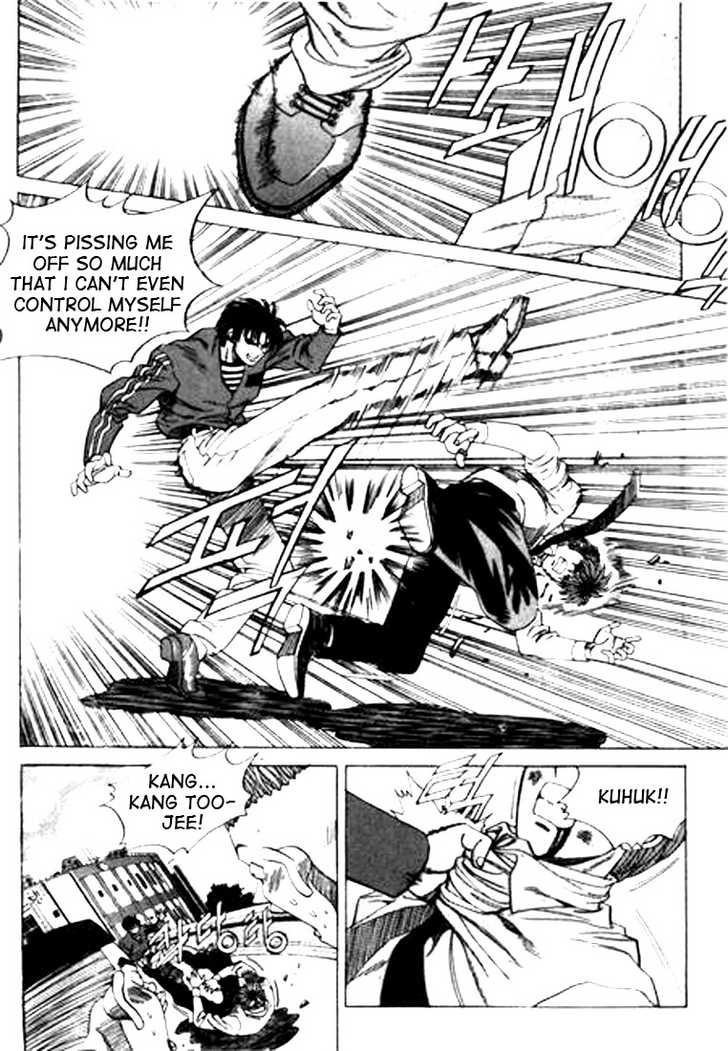 IT'S PISSING ME
OFF SO MUCH
THAT I CAN'T EVEN
CONTROL MYSELF
ANYMORE!!
KANG...
KANG TOO-
JEE!
KUHUK!!